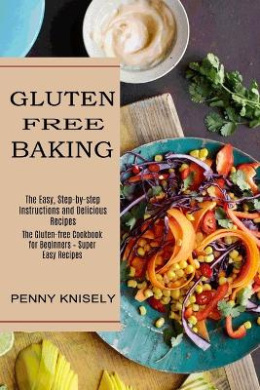 GLUTEN
FREE
BAKING
The Easy, Step-by-step
Instructions and Delicious
Recipes
The Gluten-free Cookbook
for Beginners – Super
Easy Recipes
PENNY KNISELY